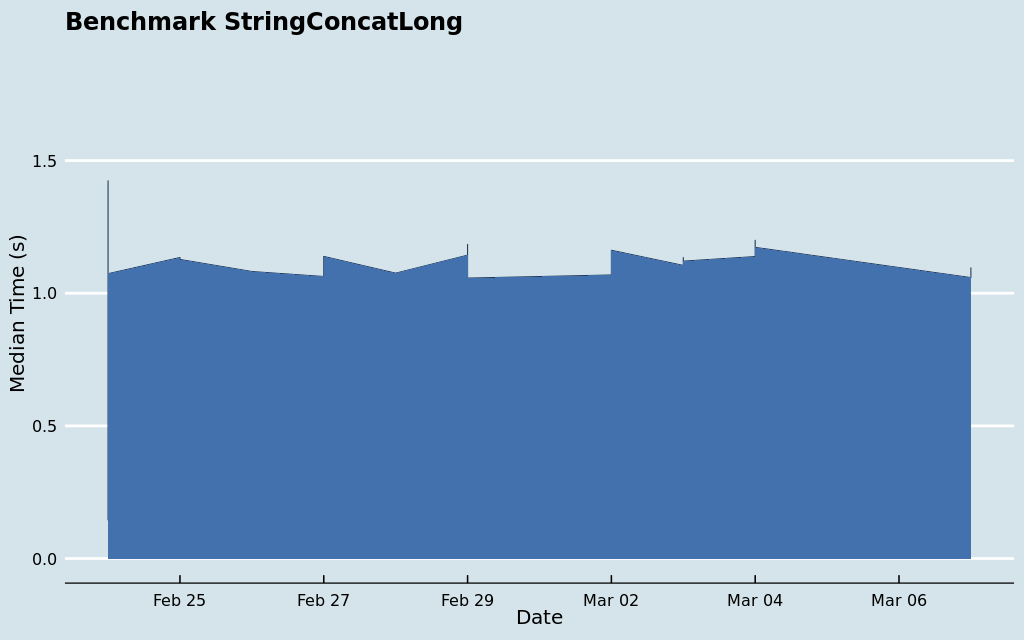 Benchmark StringConcatLong
Median Time (s)
1.5
1.0
0.5
0.0
Feb 25 Feb 27 Feb 29 Mar 02 Mar 04 Mar 06
Date